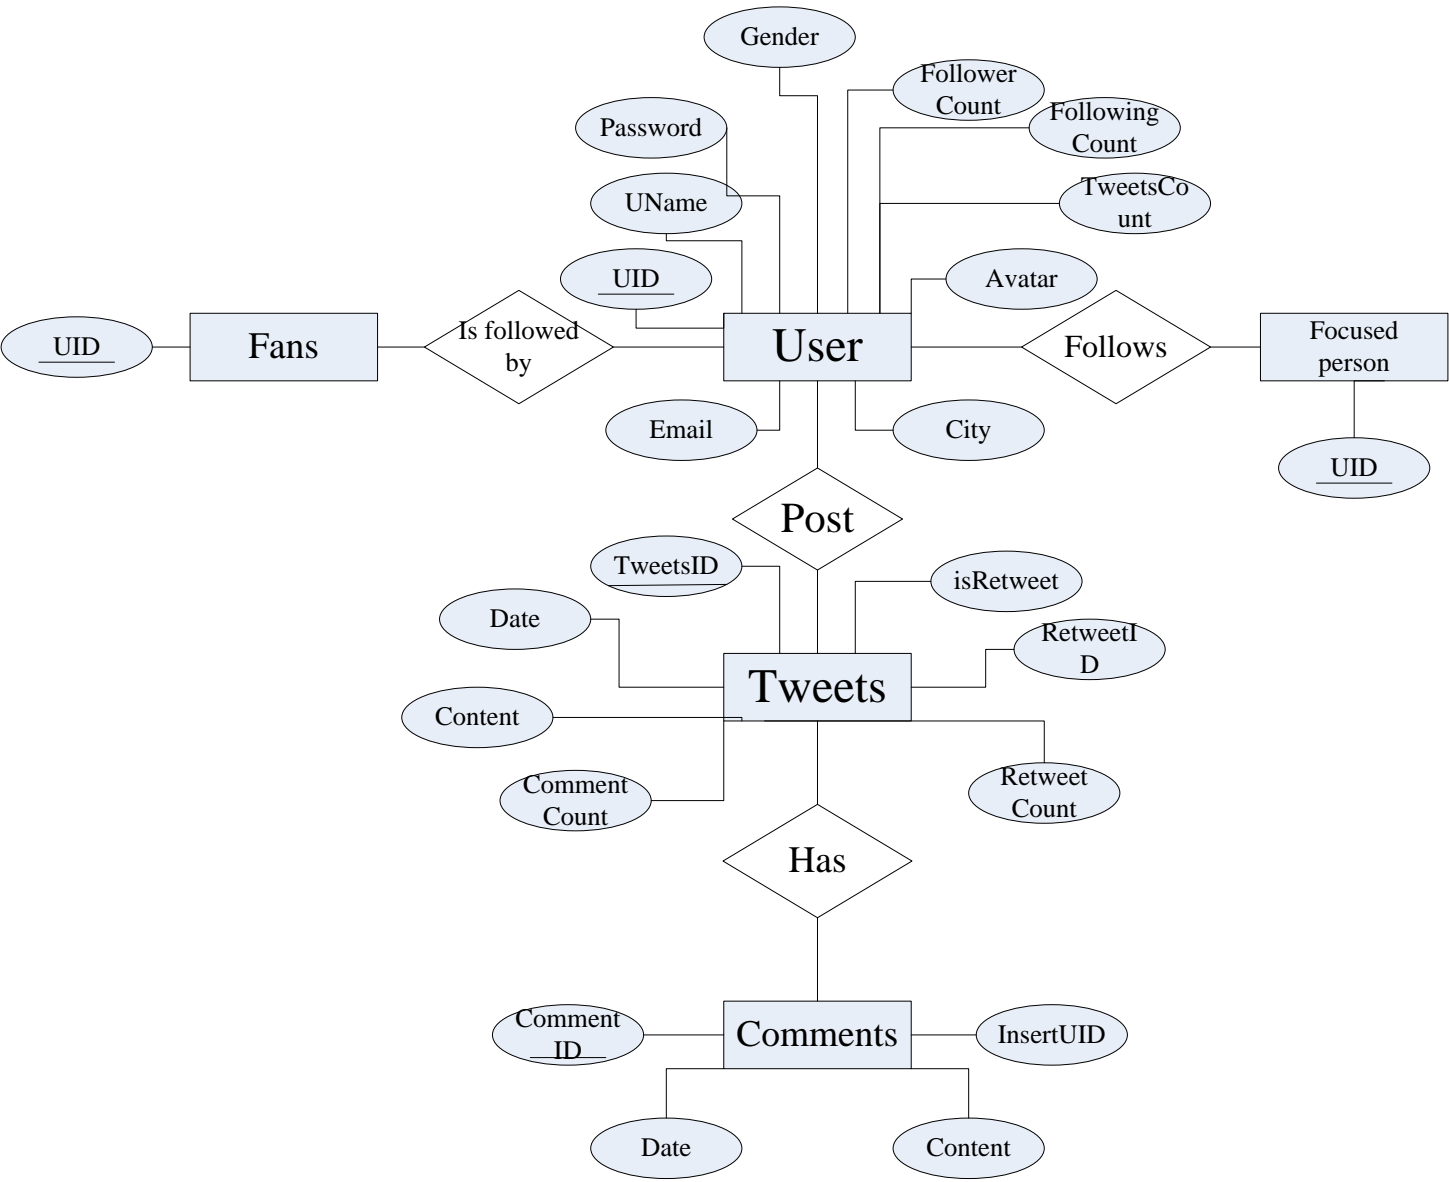 Gender
Follower
Count
Following
Count
Password
TweetsCo
unt
UName
UID
Avatar
UID
Fans
Is followed
by
User
Follows
Focused
person
Email
City
UID
Post
TweetsID
isRetweet
Date
RetweetI
D
Tweets
Content
Comment
Count
Retweet
Count
Has
Comment
ID
Comments
InsertUID
Date
Content